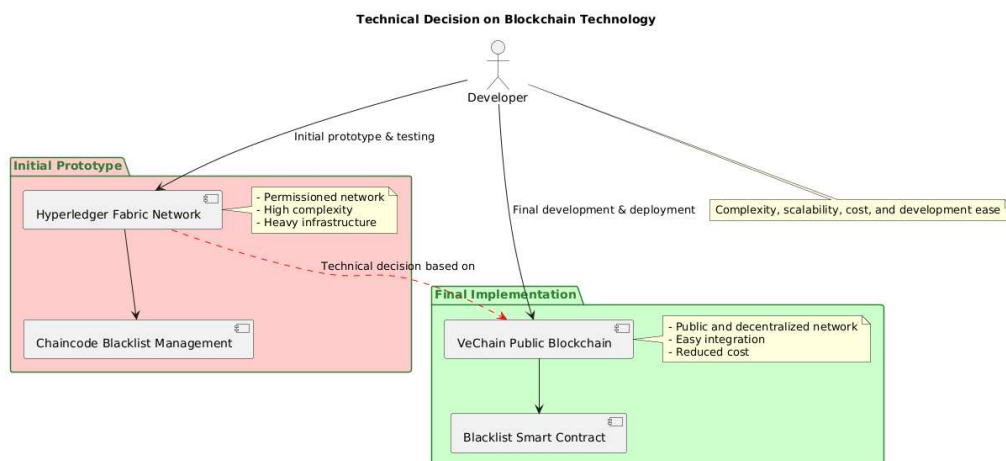 Technical Decision on Blockchain Technology
Developer
Initial prototype & testing
Initial Prototype
Hyperledger Fabric Network
- Permissioned network
- High complexity
- Heavy infrastructure
Final development & deployment
Complexity, scalability, cost, and development ease
Technical decision based on
Chaincode Blacklist Management
Final Implementation
VeChain Public Blockchain
- Public and decentralized network
- Easy integration
- Reduced cost
Blacklist Smart Contract